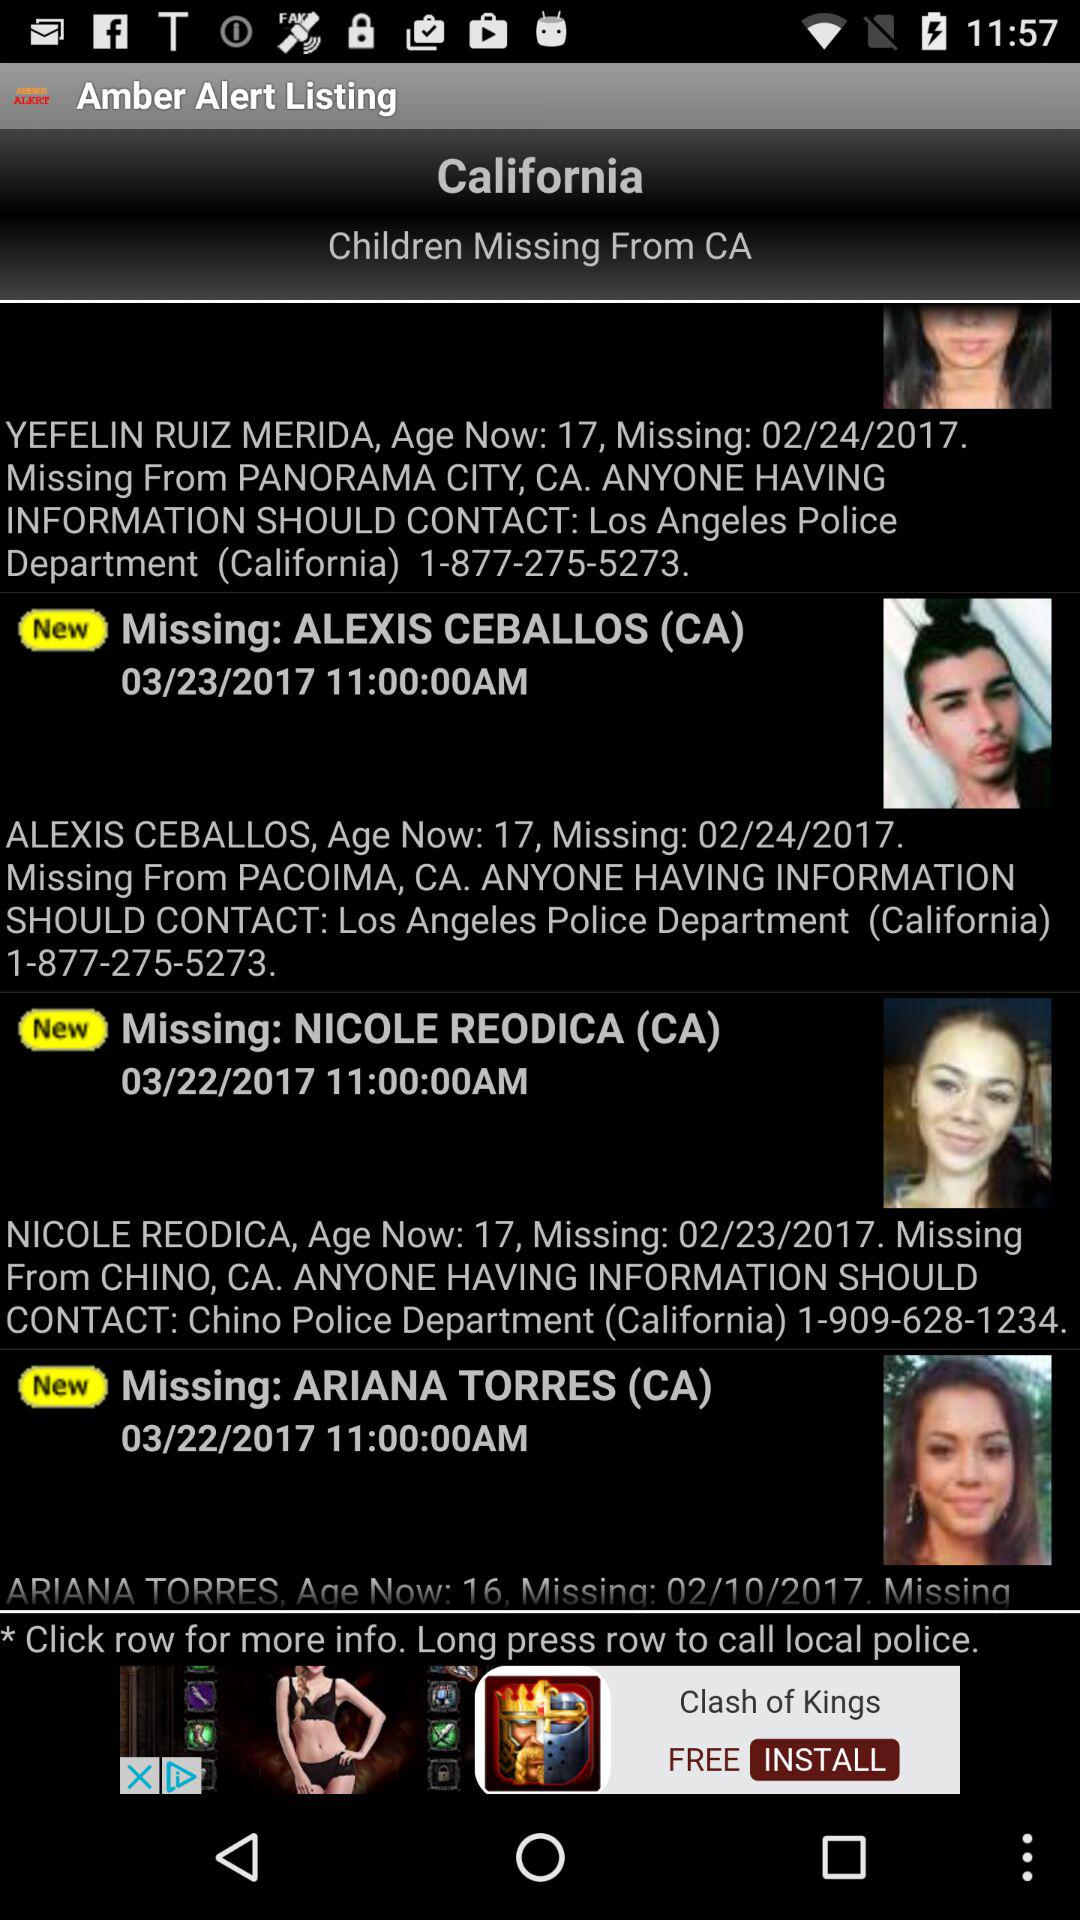 FAKE
11:57
AMBER
ALERT
Amber Alert Listing
California
Children Missing From CA
YEFELIN RUIZ MERIDA, Age Now: 17, Missing: 02/24/2017.
Missing From PANORAMA CITY, CA. ANYONE HAVING
INFORMATION SHOULD CONTACT: Los Angeles Police
Department  (California)  1-877-275-5273.
New
Missing: ALEXIS CEBALLOS (CA)
03/23/2017 11:00:00AM
ALEXIS CEBALLOS, Age Now: 17, Missing: 02/24/2017.
Missing From PACOIMA, CA. ANYONE HAVING INFORMATION
SHOULD CONTACT: Los Angeles Police Department  (California)
1-877-275-5273.
New
Missing: NICOLE REODICA (CA)
03/22/2017 11:00:00AM
NICOLE REODICA, Age Now: 17, Missing: 02/23/2017. Missing
From CHINO, CA. ANYONE HAVING INFORMATION SHOULD
CONTACT: Chino Police Department (California) 1-909-628-1234.
New
Missing: ARIANA TORRES (CA)
03/22/2017 11:00:00AM
ARIANA TORRES, Age Now: 16, Missing: 02/10/2017. Missing
* Click row for more info. Long press row to call local police.
Clash of Kings
FREE INSTALL